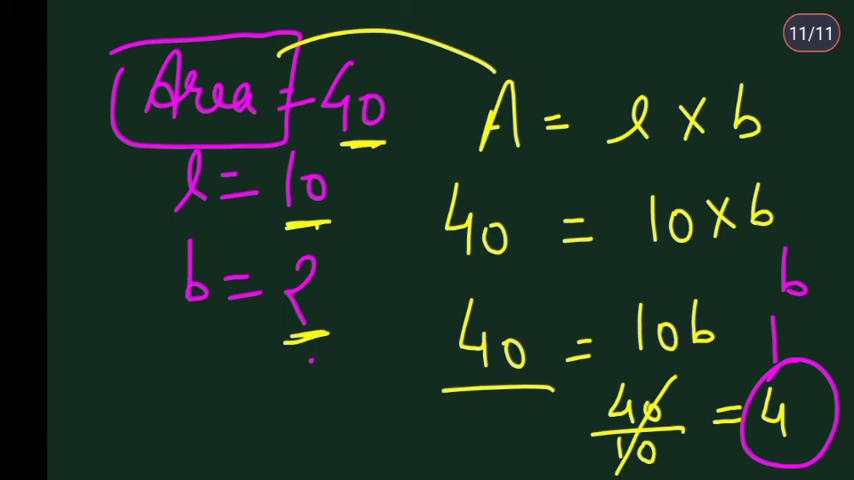 11/11
Area = 40
l = 10
b = ?
A = l × b
40 = 10 × b
40 = 10b
b
40/10 = 4